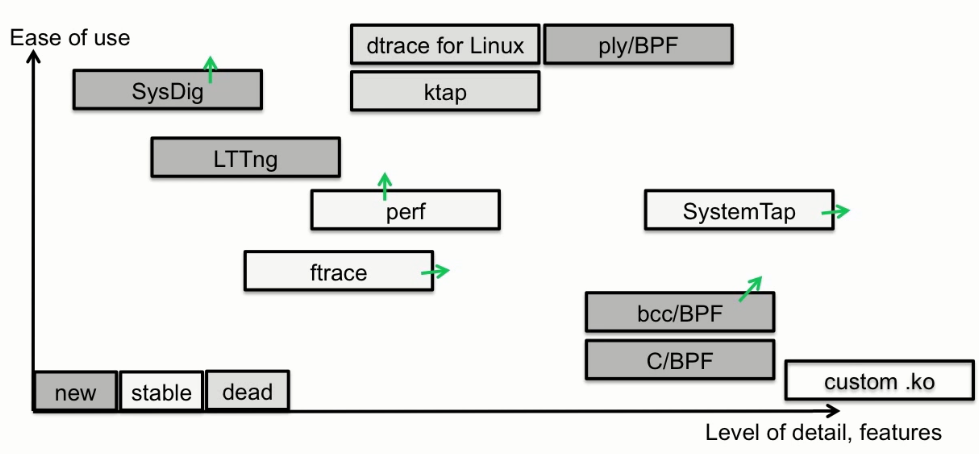 Ease of use
dtrace for Linux
ply/BPF
SysDig
ktap
LTTng
perf
SystemTap
ftrace
bcc/BPF
C/BPF
custom .ko
new
stable
dead
Level of detail, features